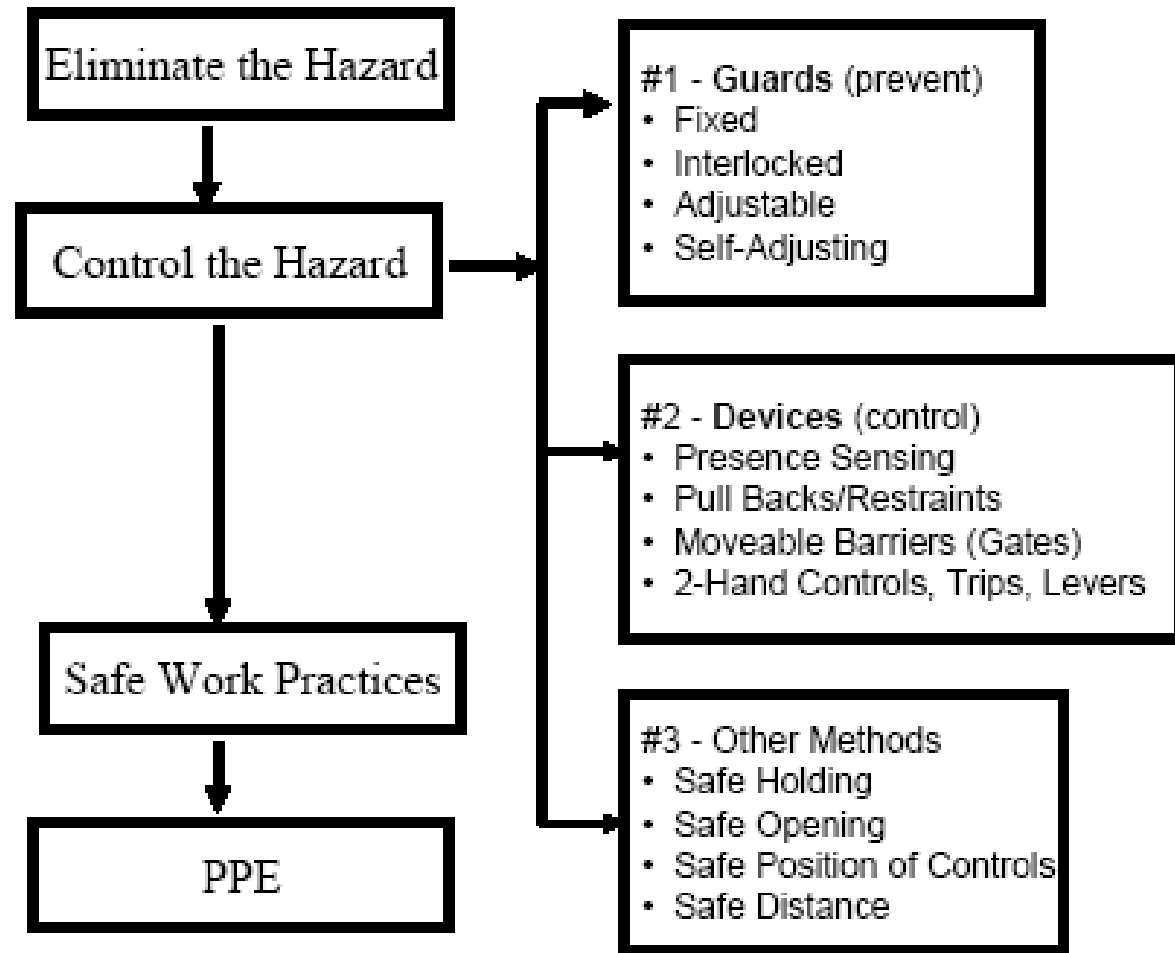 Eliminate the Hazard
Control the Hazard
Safe Work Practices
PPE
#1 - Guards (prevent)
• Fixed
• Interlocked
• Adjustable
• Self-Adjusting
#2 - Devices (control)
• Presence Sensing
• Pull Backs/Restraints
• Moveable Barriers (Gates)
• 2-Hand Controls, Trips, Levers
#3 - Other Methods
• Safe Holding
• Safe Opening
• Safe Position of Controls
• Safe Distance